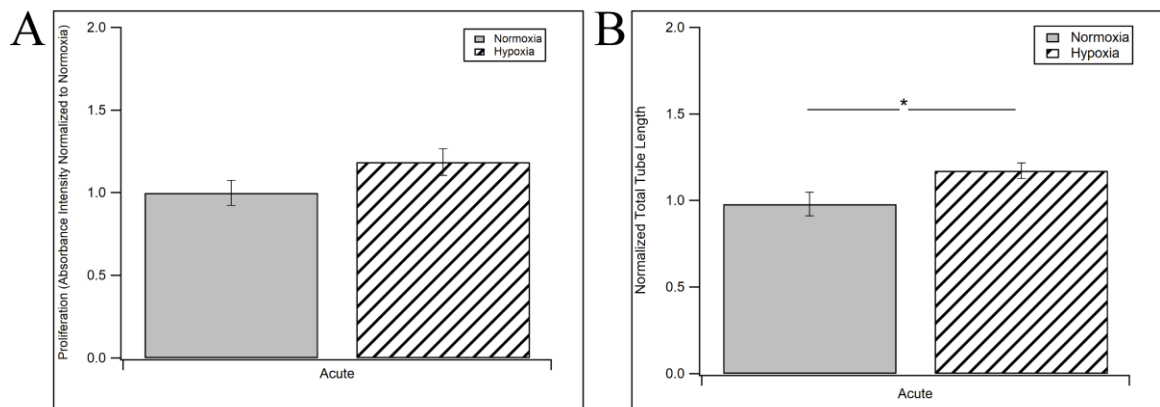 A
Proliferation (Absorbance Intensity Normalized to Normoxia)
2.0
1.5
1.0
0.5
0.0
Normoxia
Hypoxia
Acute
B
Normalized Total Tube Length
2.0
1.5
1.0
0.5
0.0
Normoxia
Hypoxia
*
Acute